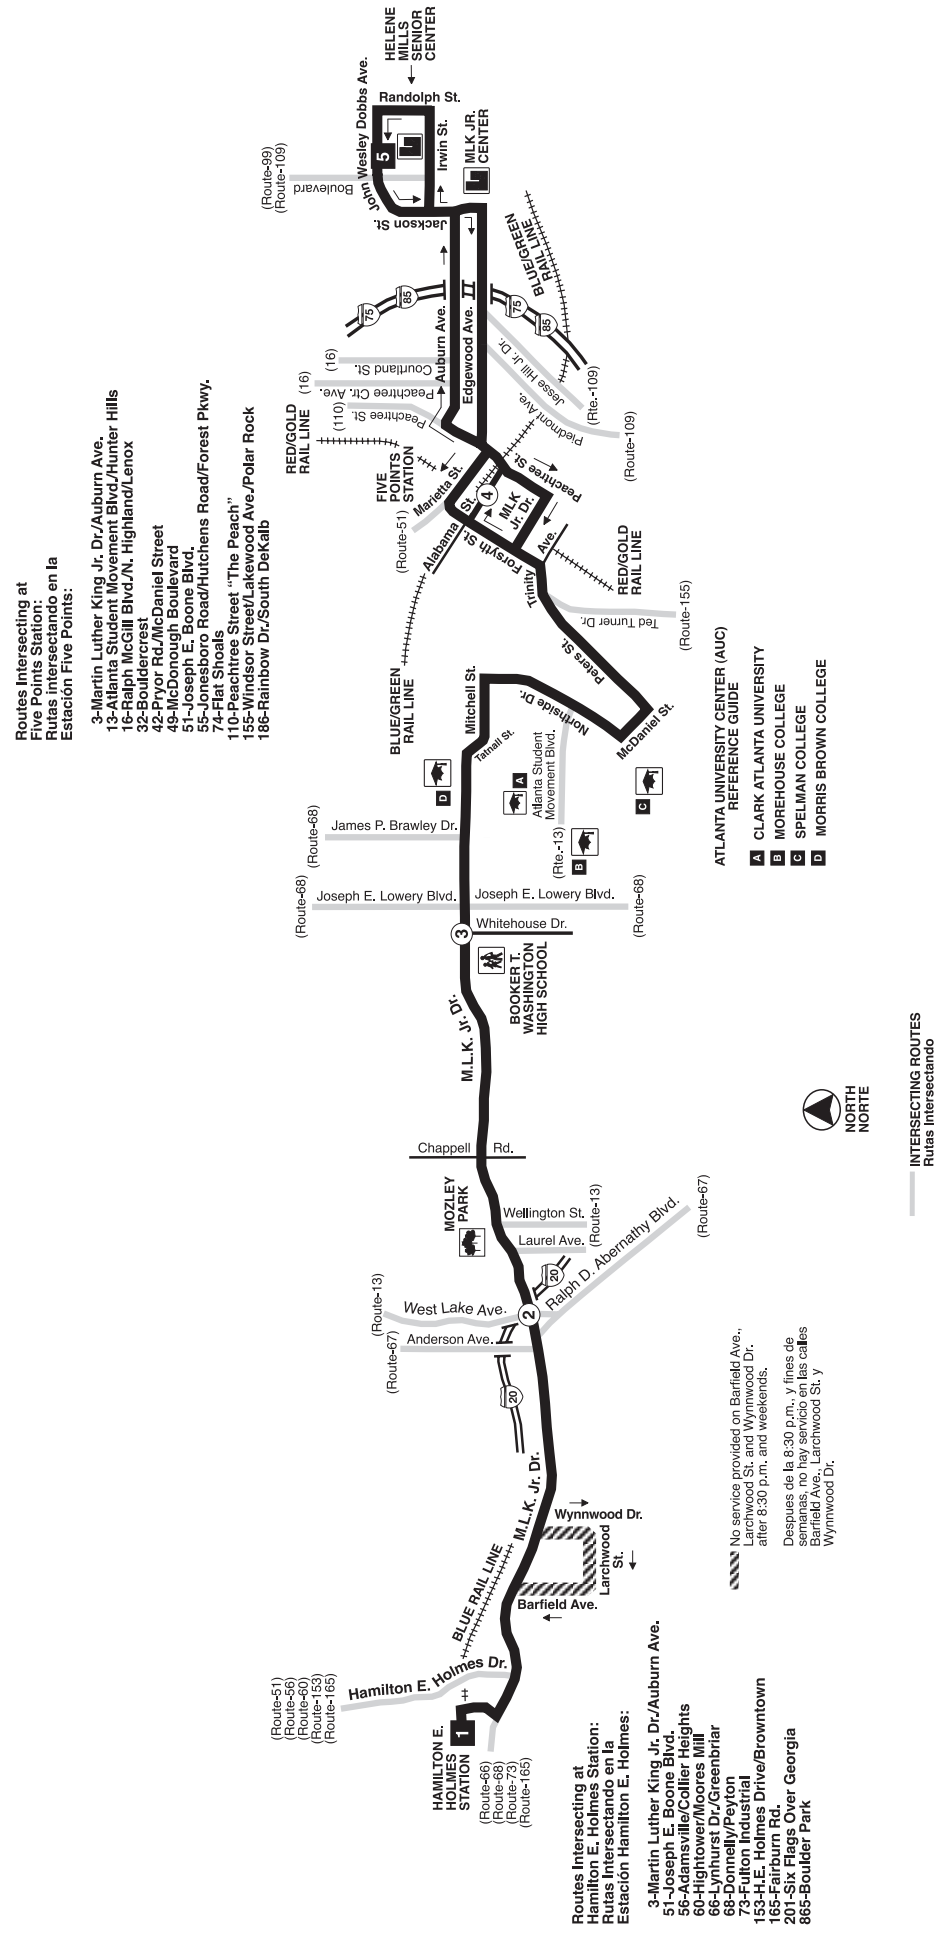 Routes Intersecting at
Hamilton E. Holmes Station:
Rutas Intersectando en la
Estación Hamilton E. Holmes:
3-Martin Luther King Jr. Dr./Auburn Ave.
51-Joseph E. Boone Blvd.
56-Adamsville/Collier Heights
60-Hightower/Moores Mill
66-Lynhurst Dr./Greenbriar
68-Donnelly/Peyton
73-Fulton Industrial
153-H.E. Holmes Drive/Browntown
165-Fairburn Rd.
201-Six Flags Over Georgia
865-Boulder Park
HAMILTON E.
HOLMES
STATION
1
(Route-66)
(Route-68)
(Route-73)
(Route-165)
(Route-51)
(Route-56)
(Route-60)
(Route-153)
(Route-165)
Hamilton E. Holmes Dr.
BLUE RAIL LINE
M.L.K. Jr. Dr.
Barfield Ave.
Larchwood
St.
Wynnwood Dr.
No service provided on Barfield Ave.,
Larchwood St. and Wynnwood Dr.
after 8:30 p.m. and weekends.
Despues de la 8:30 p.m., y fines de
semanas, no hay servicio en las calles
Barfield Ave., Larchwood St. y
Wynnwood Dr.
20
(Route-67)
Anderson Ave.
(Route-13)
West Lake Ave.
2
20
Ralph D. Abernathy Blvd.
(Route-67)
Laurel Ave.
Wellington St.
(Route-13)
MOZLEY
PARK
Chappell Rd.
NORTH
NORTE
INTERSECTING ROUTES
Rutas Intersectando
M.L.K. Jr. Dr.
BOOKER T.
WASHINGTON
HIGH SCHOOL
3
Whitehouse Dr.
(Route-68)
Joseph E. Lowery Blvd.
Joseph E. Lowery Blvd.
(Route-68)
(Route-68)
James P. Brawley Dr.
D
A
B
C
(Rte.-13)
Atlanta Student
Movement Blvd.
ATLANTA UNIVERSITY CENTER (AUC)
REFERENCE GUIDE
A CLARK ATLANTA UNIVERSITY
B MOREHOUSE COLLEGE
C SPELMAN COLLEGE
D MORRIS BROWN COLLEGE
Tatnall St.
Mitchell St.
Northside Dr.
McDaniel St.
Peters St.
BLUE/GREEN
RAIL LINE
Ted Turner Dr.
(Route-155)
Trinity Ave.
RED/GOLD
RAIL LINE
Forsyth St.
Alabama St.
(Route-51)
Marietta St.
4
MLK
Jr. Dr.
Peachtree St.
FIVE
POINTS
STATION
RED/GOLD
RAIL LINE
(110)
Peachtree St.
(16)
Peachtree Ctr. Ave.
(16)
Courtland St.
Auburn Ave.
Edgewood Ave.
Piedmont Ave.
(Route-109)
Jesse Hill Jr. Dr.
(Rte.-109)
75
85
75
85
BLUE/GREEN
RAIL LINE
Jackson St.
Boulevard
(Route-99)
(Route-109)
John Wesley Dobbs Ave.
5
Irwin St.
Randolph St.
MLK JR.
CENTER
HELENE
MILLS
SENIOR
CENTER
Routes Intersecting at
Five Points Station:
Rutas intersectando en la
Estación Five Points:
3-Martin Luther King Jr. Dr./Auburn Ave.
13-Atlanta Student Movement Blvd./Hunter Hills
16-Ralph McGill Blvd./N. Highland/Lenox
32-Bouldercrest
42-Pryor Rd./McDaniel Street
49-McDonough Boulevard
51-Joseph E. Boone Blvd.
55-Jonesboro Road/Hutchens Road/Forest Pkwy.
74-Flat Shoals
110-Peachtree Street "The Peach"
155-Windsor Street/Lakewood Ave./Polar Rock
186-Rainbow Dr./South DeKalb